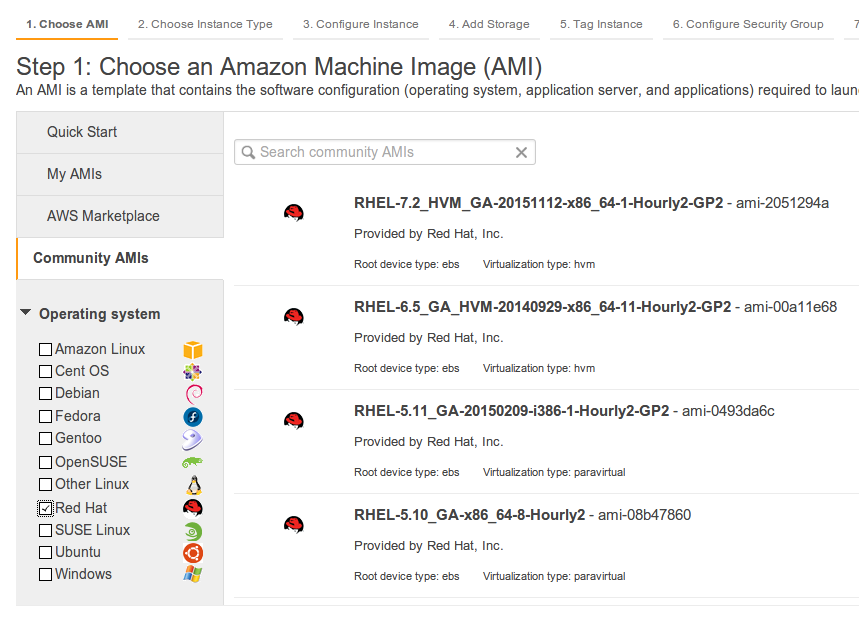 1. Choose AMI 2. Choose Instance Type 3. Configure Instance 4. Add Storage 5. Tag Instance 6. Configure Security Group 7
Step 1: Choose an Amazon Machine Image (AMI)
An AMI is a template that contains the software configuration (operating system, application server, and applications) required to laun
Quick Start
My AMIs
AWS Marketplace
Community AMIs
Operating system
Amazon Linux
Cent OS
Debian
Fedora
Gentoo
OpenSUSE
Other Linux
Red Hat
SUSE Linux
Ubuntu
Windows
Search community AMIs
RHEL-7.2_HVM_GA-20151112-x86_64-1-Hourly2-GP2 - ami-2051294a
Provided by Red Hat, Inc.
Root device type: ebs Virtualization type: hvm
RHEL-6.5_GA_HVM-20140929-x86_64-11-Hourly2-GP2 - ami-00a11e68
Provided by Red Hat, Inc.
Root device type: ebs Virtualization type: hvm
RHEL-5.11_GA-20150209-i386-1-Hourly2-GP2 - ami-0493da6c
Provided by Red Hat, Inc.
Root device type: ebs Virtualization type: paravirtual
RHEL-5.10_GA-x86_64-8-Hourly2 - ami-08b47860
Provided by Red Hat, Inc.
Root device type: ebs Virtualization type: paravirtual